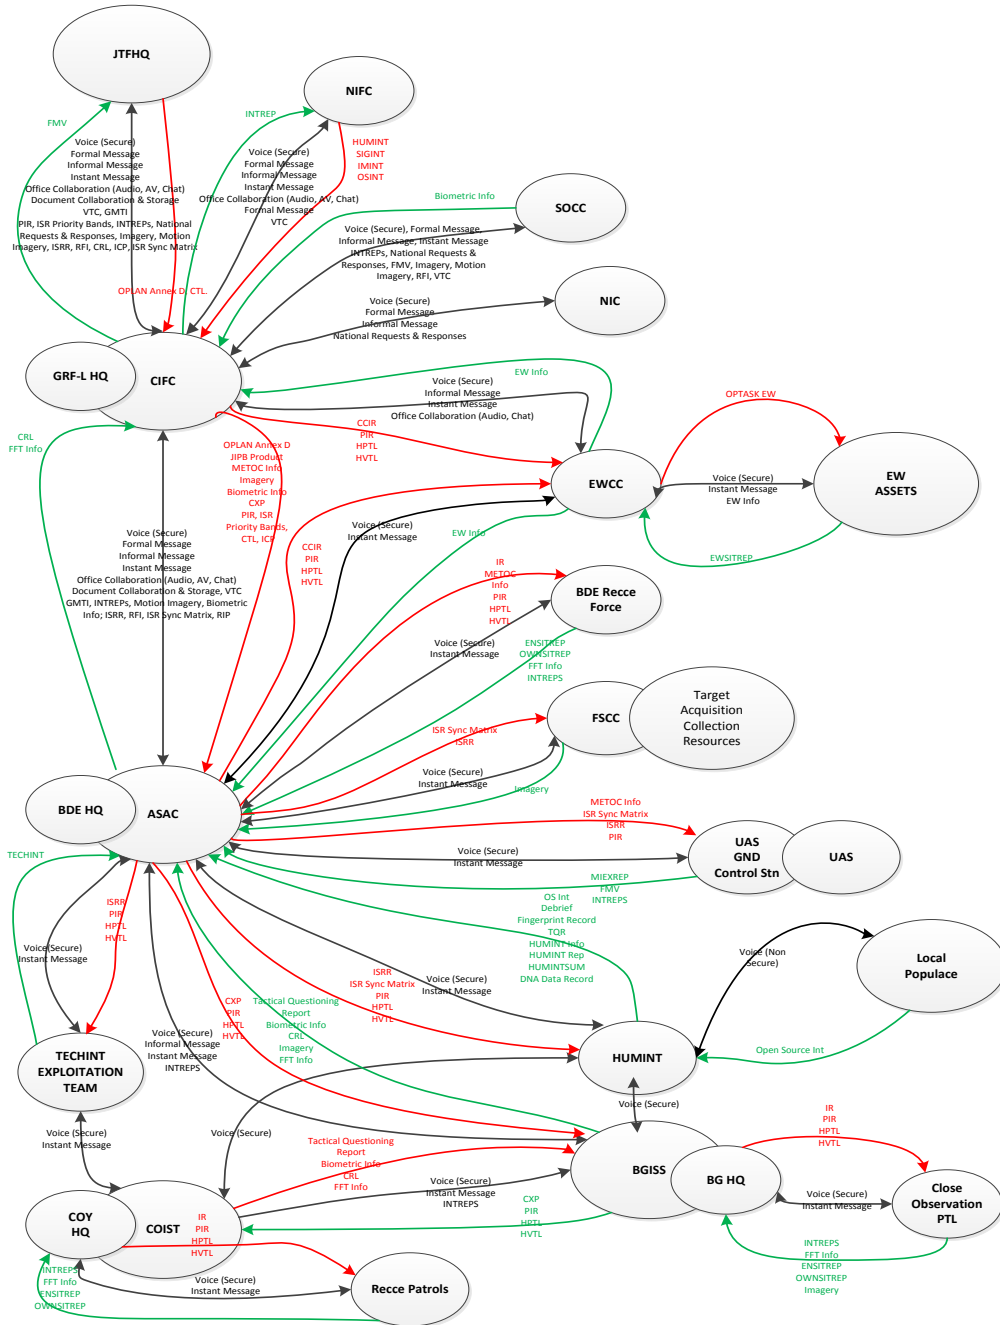 JTFHQ
NIFC
FMV
INTREP
Voice (Secure)
Formal Message
Informal Message
Instant Message
Office Collaboration (Audio, AV, Chat)
Document Collaboration & Storage
VTC, GMTI
PIR, ISR Priority Bands, INTREPs, National
Requests & Responses, Imagery, Motion
Imagery, ISRR, RFI, CRL, ICP, ISR Sync Matrix
Voice (Secure)
Formal Message
Informal Message
Instant Message
Office Collaboration (Audio, AV, Chat)
Formal Message
VTC
HUMINT
SIGINT
IMINT
OSINT
Biometric Info
SOCC
Voice (Secure), Formal Message,
Informal Message, Instant Message
INTREPs, National Requests &
Responses, FMV, Imagery, Motion
Imagery, RFI, VTC
OPLAN Annex D, CTL.
NIC
Voice (Secure)
Formal Message
Informal Message
National Requests & Responses
GRF-L HQ
CIFC
EW Info
Voice (Secure)
Informal Message
Instant Message
Office Collaboration (Audio, Chat)
OPTASK EW
CRL
FFT Info
CCIR
PIR
HPTL
HVTL
OPLAN Annex D
JIPB Product
METOC Info
Imagery
Biometric Info
CXP
PIR, ISR
Priority Bands,
CTL, ICP
EWCC
Voice (Secure)
Instant Message
EW Info
EW
ASSETS
Voice (Secure)
Instant Message
EW Info
EWSITREP
Voice (Secure)
Formal Message
Informal Message
Instant Message
Office Collaboration (Audio, AV, Chat)
Document Collaboration & Storage, VTC
GMTI, INTREPs, Motion Imagery, Biometric
Info; ISRR, RFI, ISR Sync Matrix, RIP
CCIR
PIR
HPTL
HVTL
IR
METOC
Info
PIR
HPTL
HVTL
BDE Recce
Force
Voice (Secure)
Instant Message
ENSITREP
OWNSITREP
FFT Info
INTREPS
FSCC
Target
Acquisition
Collection
Resources
ISR Sync Matrix
ISRR
Voice (Secure)
Instant Message
Imagery
BDE HQ
ASAC
METOC Info
ISR Sync Matrix
ISRR
PIR
UAS
GND
Control Stn
UAS
Voice (Secure)
Instant Message
MIEXREP
FMV
INTREPS
TECHINT
ISRR
PIR
HPTL
HVTL
OS Int
Debrief
Fingerprint Record
TQR
HUMINT Info
HUMINT Rep
HUMINTSUM
DNA Data Record
Voice (Secure)
Instant Message
Voice (Secure)
Instant Message
ISRR
ISR Sync Matrix
PIR
HPTL
HVTL
Voice (Non
Secure)
Local
Populace
CXP
PIR
HPTL
HVTL
Tactical Questioning
Report
Biometric Info
CRL
Imagery
FFT Info
Voice (Secure)
Informal Message
Instant Message
INTREPS
TECHINT
EXPLOITATION
TEAM
HUMINT
Open Source Int
Voice (Secure)
Voice (Secure)
Voice (Secure)
Instant Message
Tactical Questioning
Report
Biometric Info
CRL
FFT Info
IR
PIR
HPTL
HVTL
BGISS
BG HQ
Voice (Secure)
Instant Message
INTREPS
Voice (Secure)
Instant Message
Close
Observation
PTL
COY
HQ
COIST
IR
PIR
HPTL
HVTL
CXP
PIR
HPTL
HVTL
INTREPS
FFT Info
ENSITREP
OWNSITREP
Imagery
INTREPS
FFT Info
ENSITREP
OWNSITREP
Voice (Secure)
Instant Message
Recce Patrols